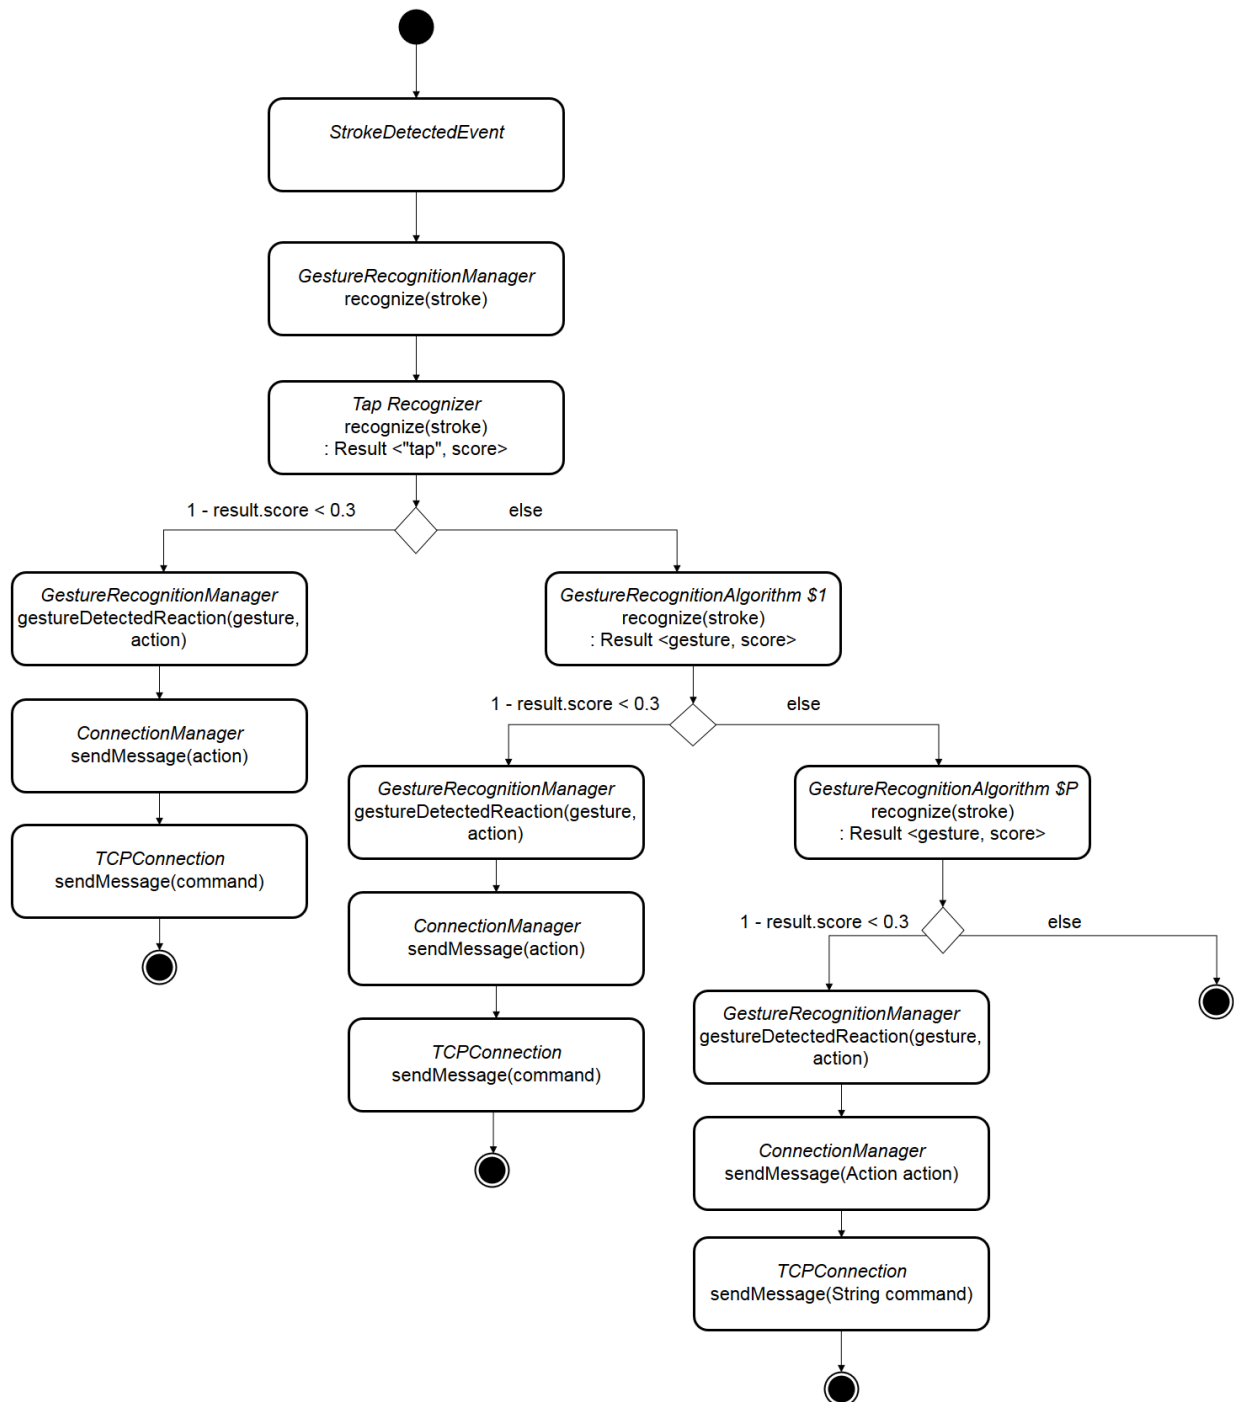 StrokeDetectedEvent
GestureRecognitionManager
recognize(stroke)
Tap Recognizer
recognize(stroke)
: Result <"tap", score>
1 - result.score < 0.3
else
GestureRecognitionManager
gestureDetectedReaction(gesture,
action)
GestureRecognitionAlgorithm $1
recognize(stroke)
: Result <gesture, score>
ConnectionManager
sendMessage(action)
1 - result.score < 0.3
else
TCPConnection
sendMessage(command)
GestureRecognitionManager
gestureDetectedReaction(gesture,
action)
GestureRecognitionAlgorithm $P
recognize(stroke)
: Result <gesture, score>
ConnectionManager
sendMessage(action)
1 - result.score < 0.3
else
TCPConnection
sendMessage(command)
GestureRecognitionManager
gestureDetectedReaction(gesture,
action)
ConnectionManager
sendMessage(Action action)
TCPConnection
sendMessage(String command)